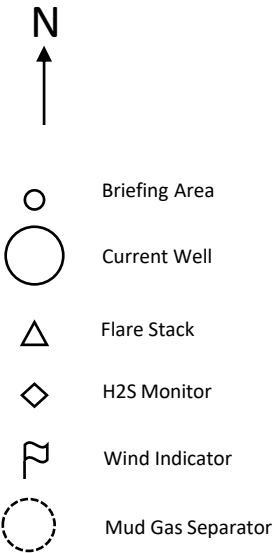 N
Briefing Area
Current Well
Flare Stack
H2S Monitor
Wind Indicator
Mud Gas Separator